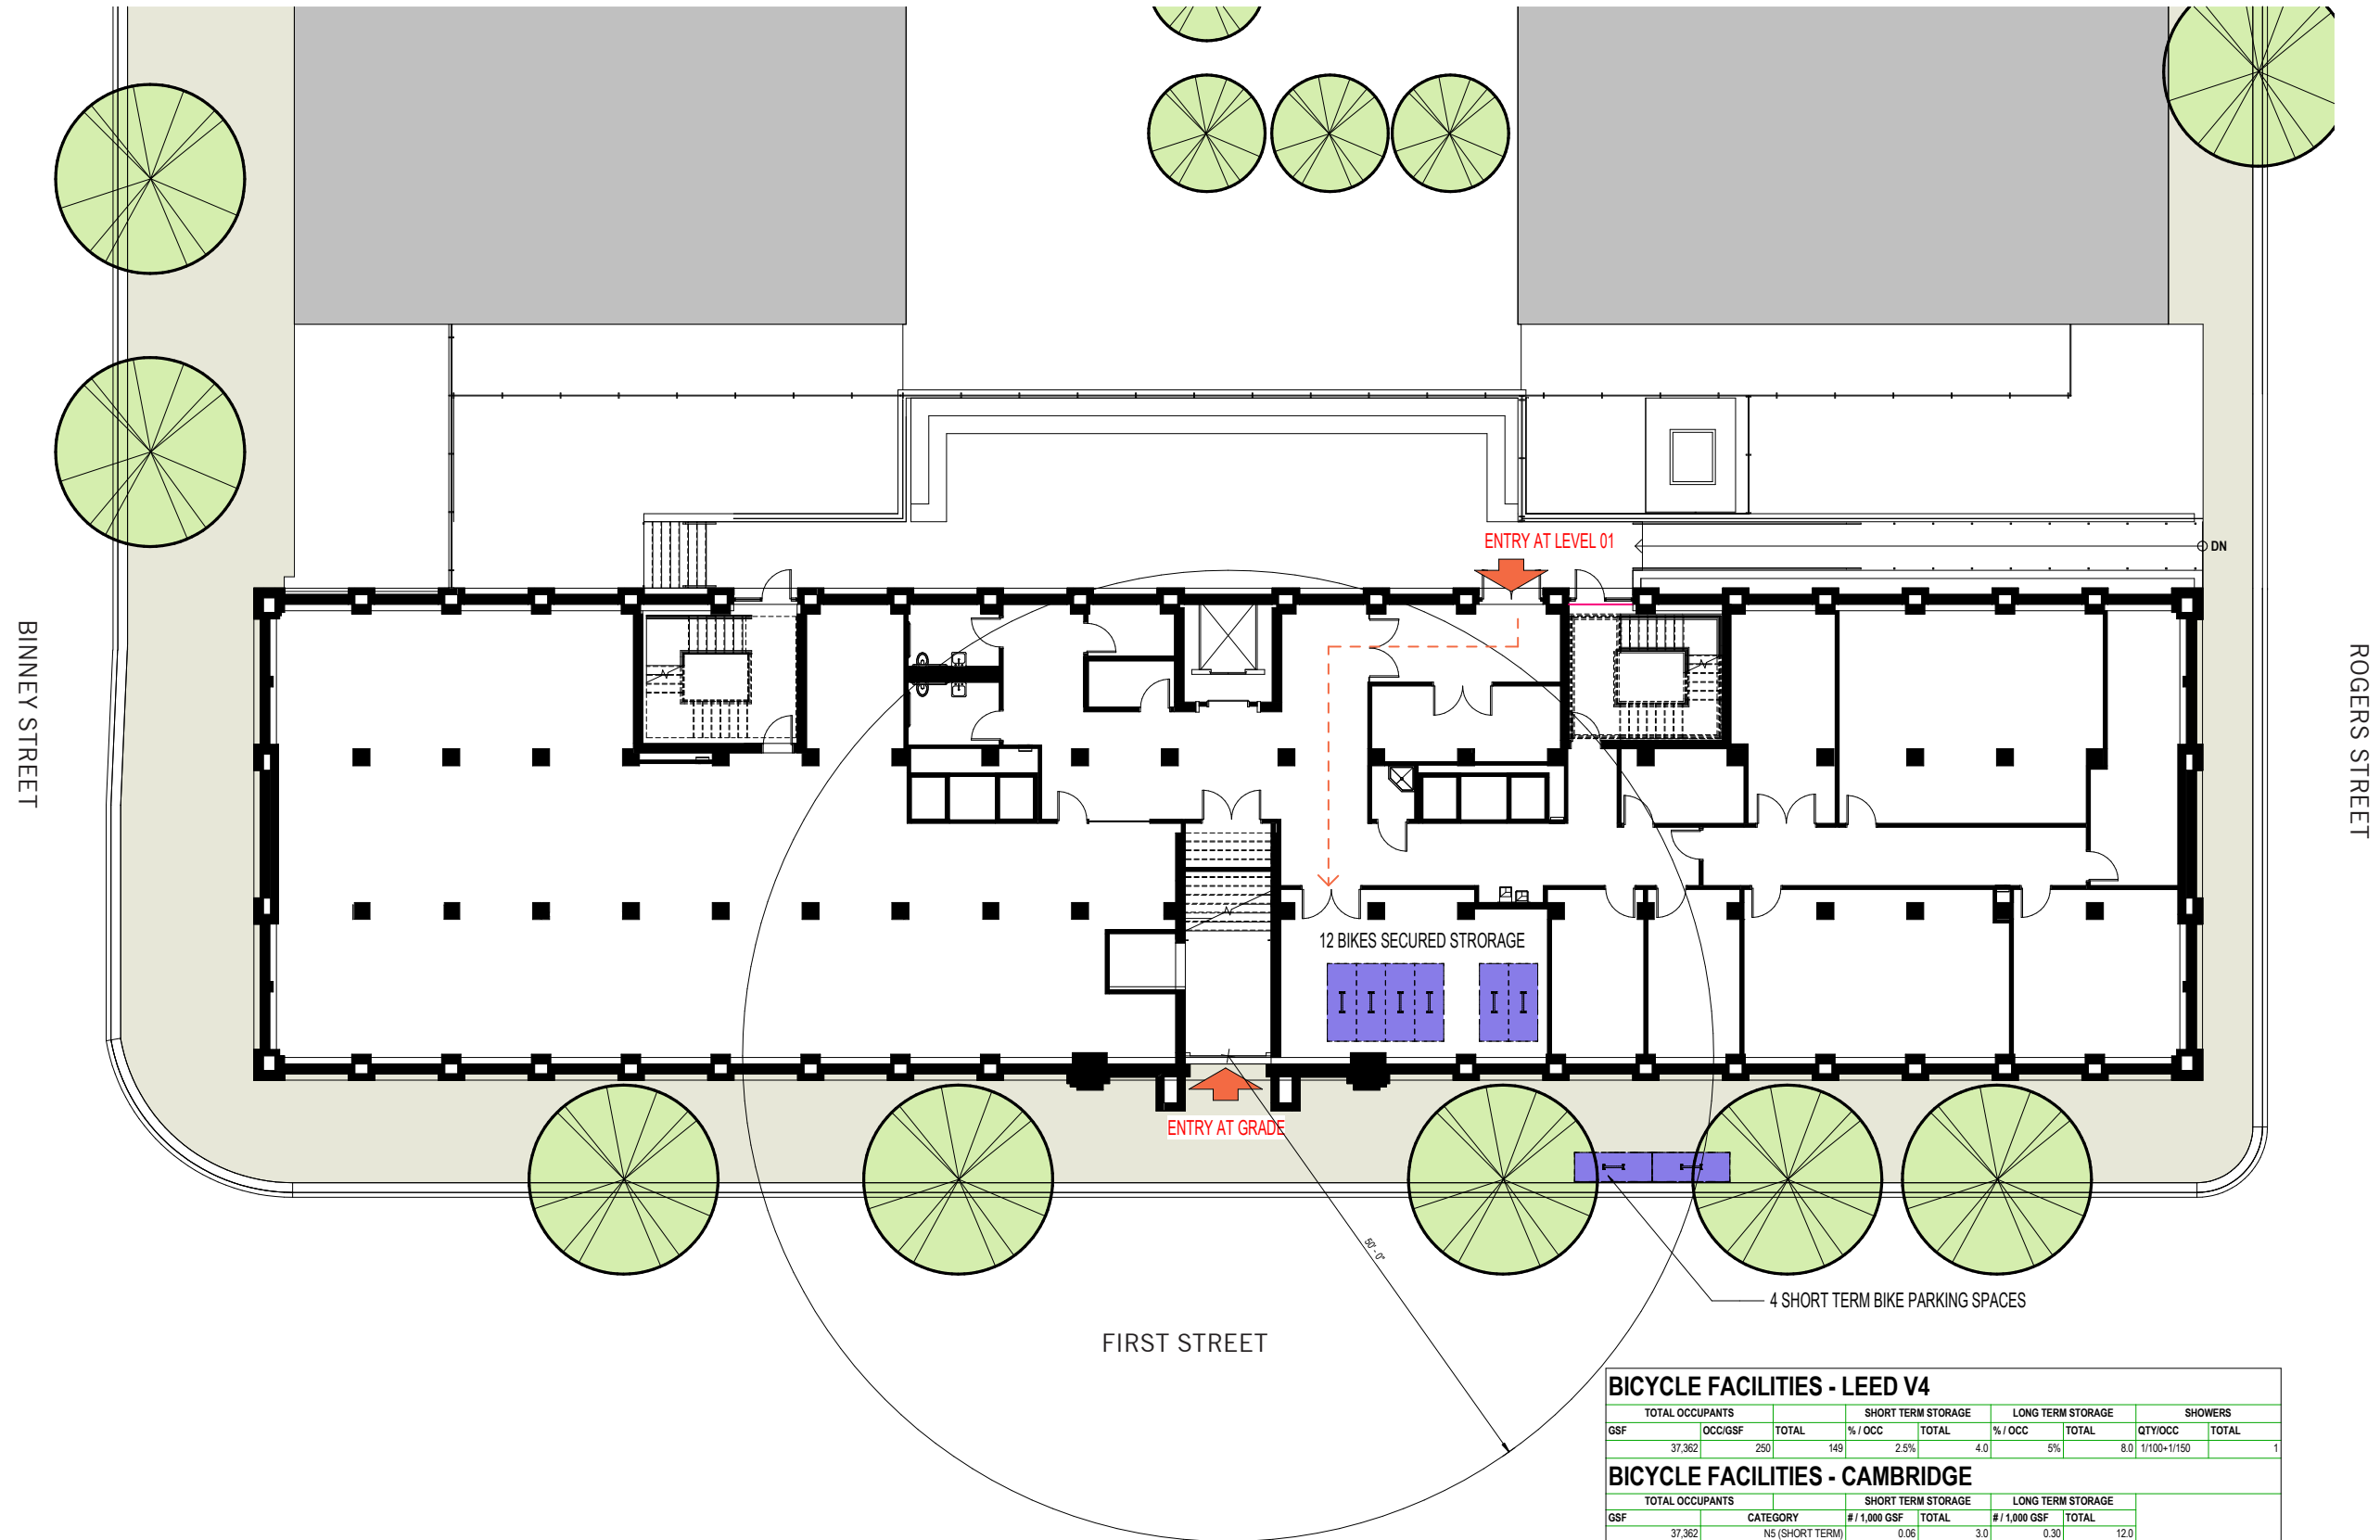 ENTRY AT LEVEL 01
DN
BINNEY STREET
ROGERS STREET
12 BIKES SECURED STRORAGE
ENTRY AT GRADE
50' - 0"
4 SHORT TERM BIKE PARKING SPACES
FIRST STREET
BICYCLE FACILITIES - LEED V4
TOTAL OCCUPANTS SHORT TERM STORAGE LONG TERM STORAGE SHOWERS
GSF OCC/GSF TOTAL % / OCC TOTAL % / OCC TOTAL QTY/OCC TOTAL
37,362 250 149 2.5% 4.0 5% 8.0 1/100+1/150 1
BICYCLE FACILITIES - CAMBRIDGE
TOTAL OCCUPANTS SHORT TERM STORAGE LONG TERM STORAGE
GSF CATEGORY # / 1,000 GSF TOTAL # / 1,000 GSF TOTAL
37,362 N5 (SHORT TERM) 0.06 3.0 0.30 12.0